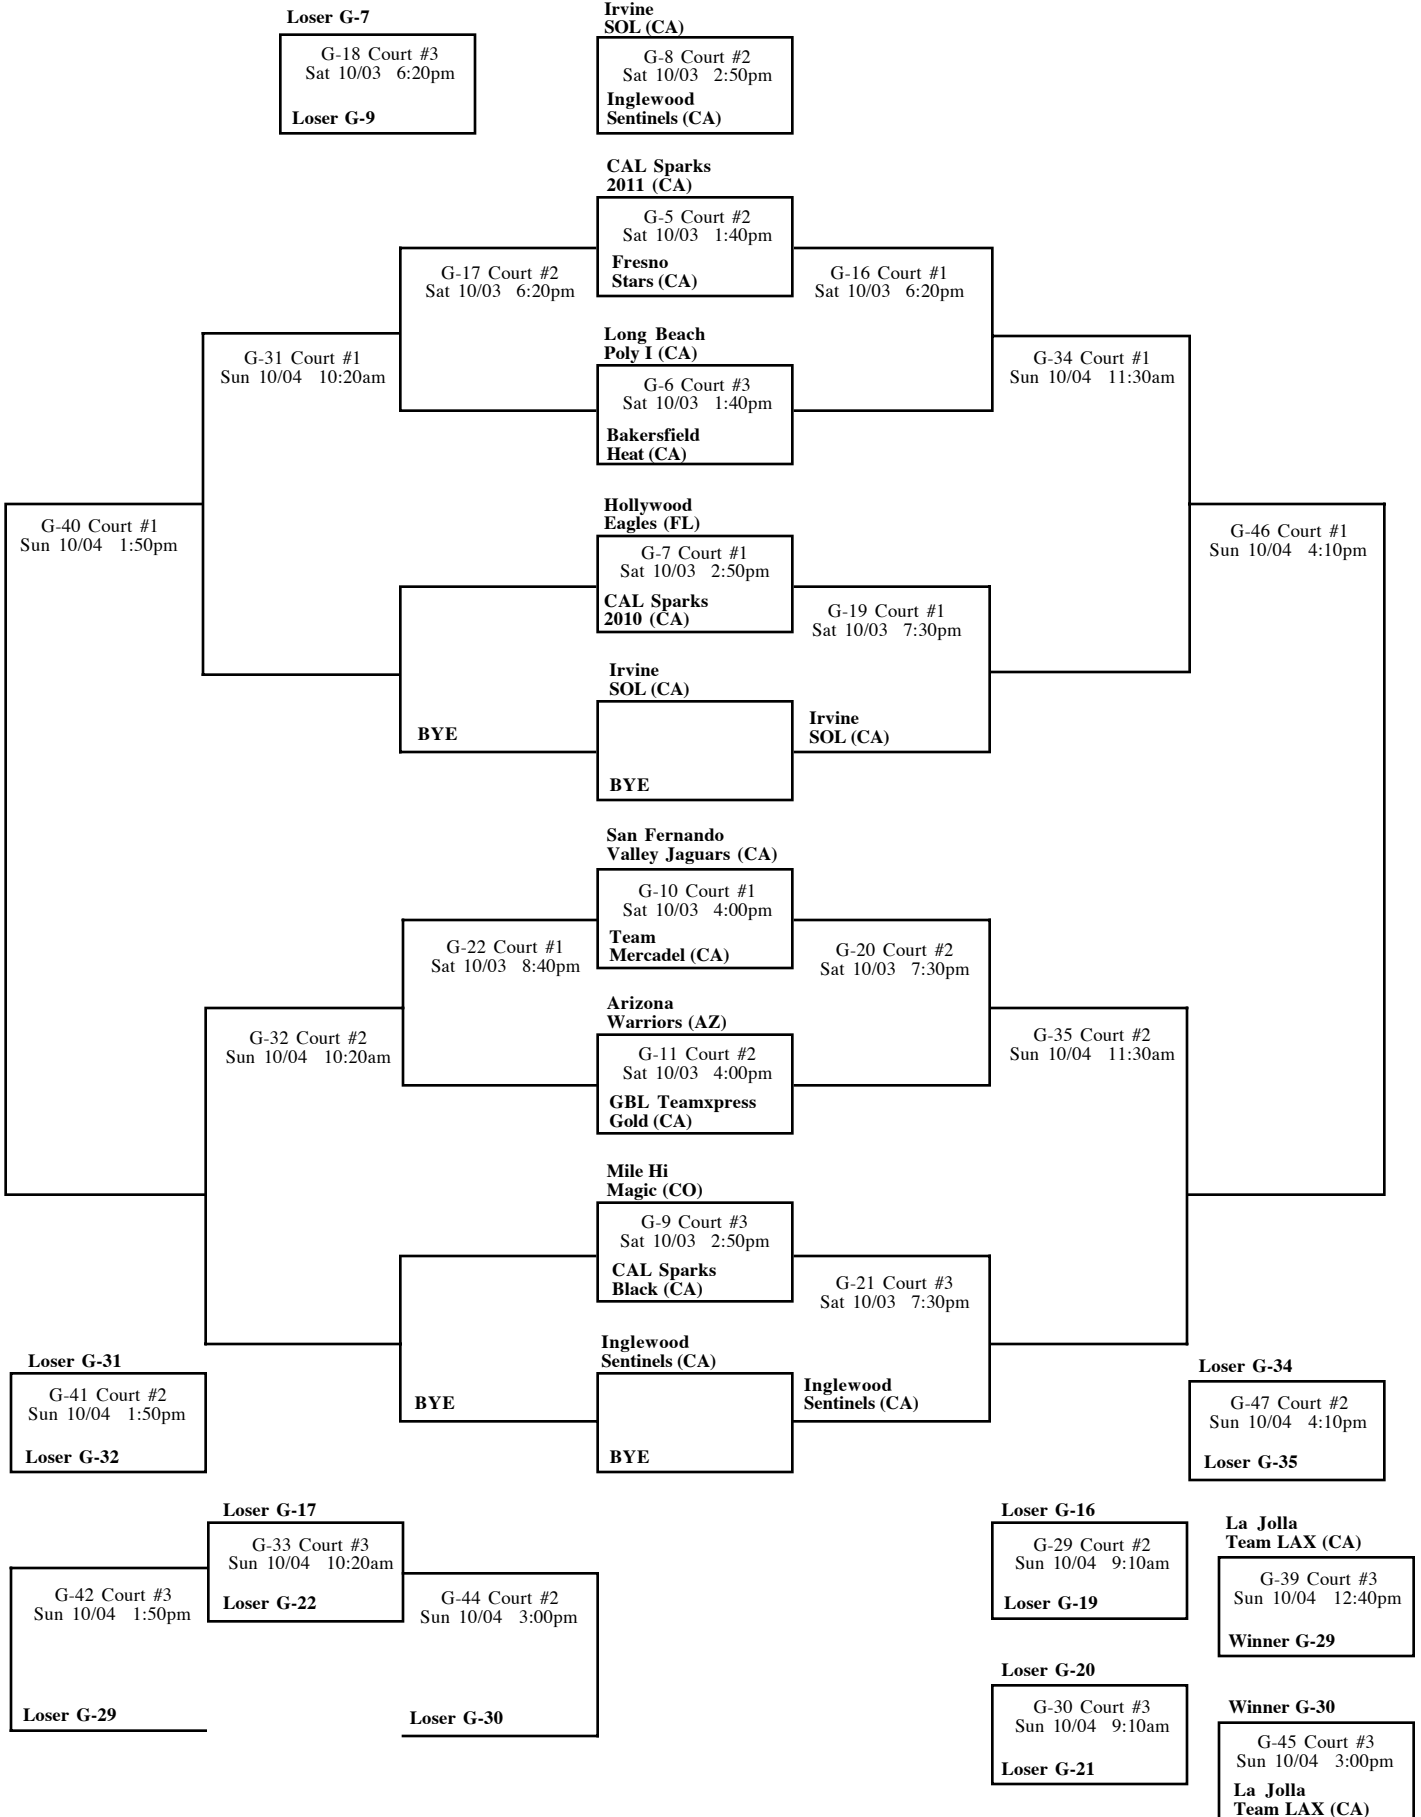 Loser G-7
G-18 Court #3
Sat 10/03 6:20pm
Loser G-9
Irvine
SOL (CA)
G-8 Court #2
Sat 10/03 2:50pm
Inglewood
Sentinels (CA)
CAL Sparks
2011 (CA)
G-5 Court #2
Sat 10/03 1:40pm
Fresno
Stars (CA)
G-17 Court #2
Sat 10/03 6:20pm
G-16 Court #1
Sat 10/03 6:20pm
Long Beach
Poly I (CA)
G-6 Court #3
Sat 10/03 1:40pm
Bakersfield
Heat (CA)
G-31 Court #1
Sun 10/04 10:20am
G-34 Court #1
Sun 10/04 11:30am
Hollywood
Eagles (FL)
G-7 Court #1
Sat 10/03 2:50pm
CAL Sparks
2010 (CA)
G-40 Court #1
Sun 10/04 1:50pm
G-46 Court #1
Sun 10/04 4:10pm
G-19 Court #1
Sat 10/03 7:30pm
Irvine
SOL (CA)
BYE
BYE
Irvine
SOL (CA)
San Fernando
Valley Jaguars (CA)
G-10 Court #1
Sat 10/03 4:00pm
Team
Mercadel (CA)
G-22 Court #1
Sat 10/03 8:40pm
G-20 Court #2
Sat 10/03 7:30pm
Arizona
Warriors (AZ)
G-11 Court #2
Sat 10/03 4:00pm
GBL Teamxpress
Gold (CA)
G-32 Court #2
Sun 10/04 10:20am
G-35 Court #2
Sun 10/04 11:30am
Mile Hi
Magic (CO)
G-9 Court #3
Sat 10/03 2:50pm
CAL Sparks
Black (CA)
G-21 Court #3
Sat 10/03 7:30pm
Inglewood
Sentinels (CA)
BYE
BYE
Inglewood
Sentinels (CA)
Loser G-31
G-41 Court #2
Sun 10/04 1:50pm
Loser G-32
Loser G-34
G-47 Court #2
Sun 10/04 4:10pm
Loser G-35
Loser G-17
G-33 Court #3
Sun 10/04 10:20am
Loser G-22
G-42 Court #3
Sun 10/04 1:50pm
Loser G-29
G-44 Court #2
Sun 10/04 3:00pm
Loser G-30
Loser G-16
G-29 Court #2
Sun 10/04 9:10am
Loser G-19
La Jolla
Team LAX (CA)
G-39 Court #3
Sun 10/04 12:40pm
Winner G-29
Loser G-20
G-30 Court #3
Sun 10/04 9:10am
Loser G-21
Winner G-30
G-45 Court #3
Sun 10/04 3:00pm
La Jolla
Team LAX (CA)